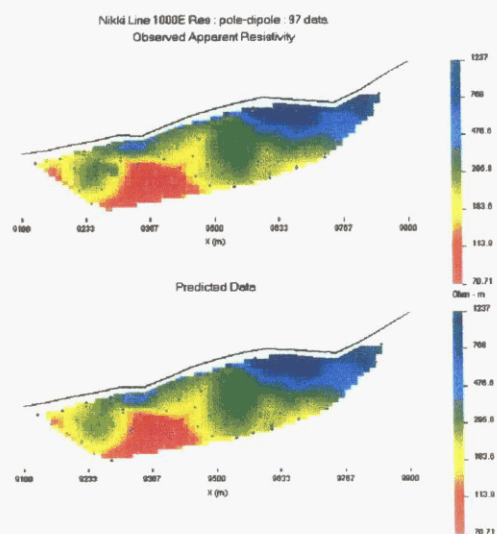 Nikki Line 1000E Res : pole-dipole : 97 data
Observed Apparent Resistivity
1237
768
476.6
295.8
183.6
113.9
70.71
Ohm - m
9100 9233 9367 9500 9633 9767 9900
X (m)
Predicted Data
1237
768
476.6
295.8
183.6
113.9
70.71
9100 9233 9367 9500 9633 9767 9900
X (m)